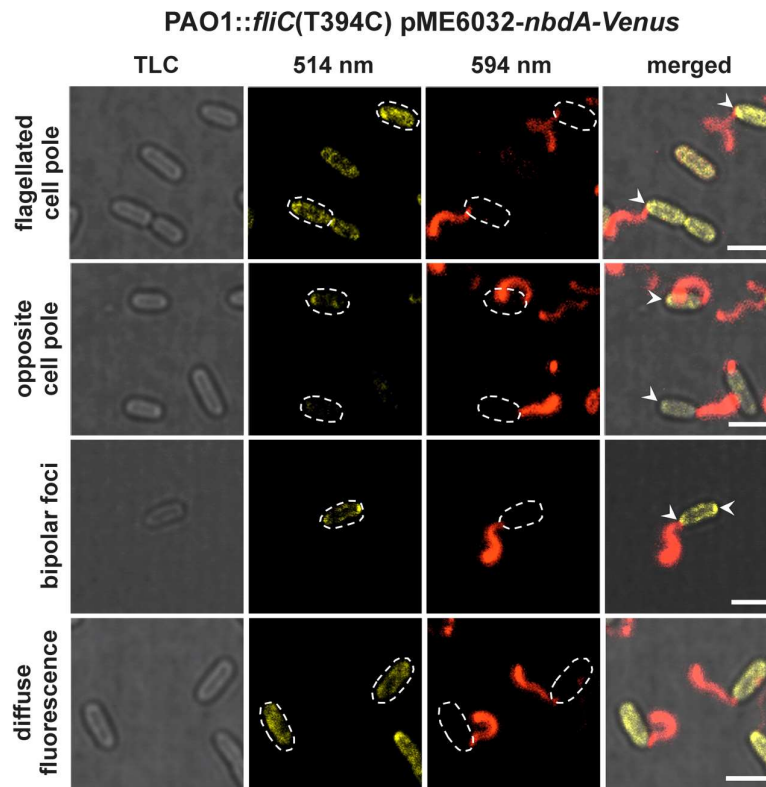 PAO1::fliC(T394C) pME6032-nbdA-Venus
TLC 514 nm 594 nm merged
flagellated
cell pole
opposite
cell pole
bipolar foci
diffuse
fluorescence